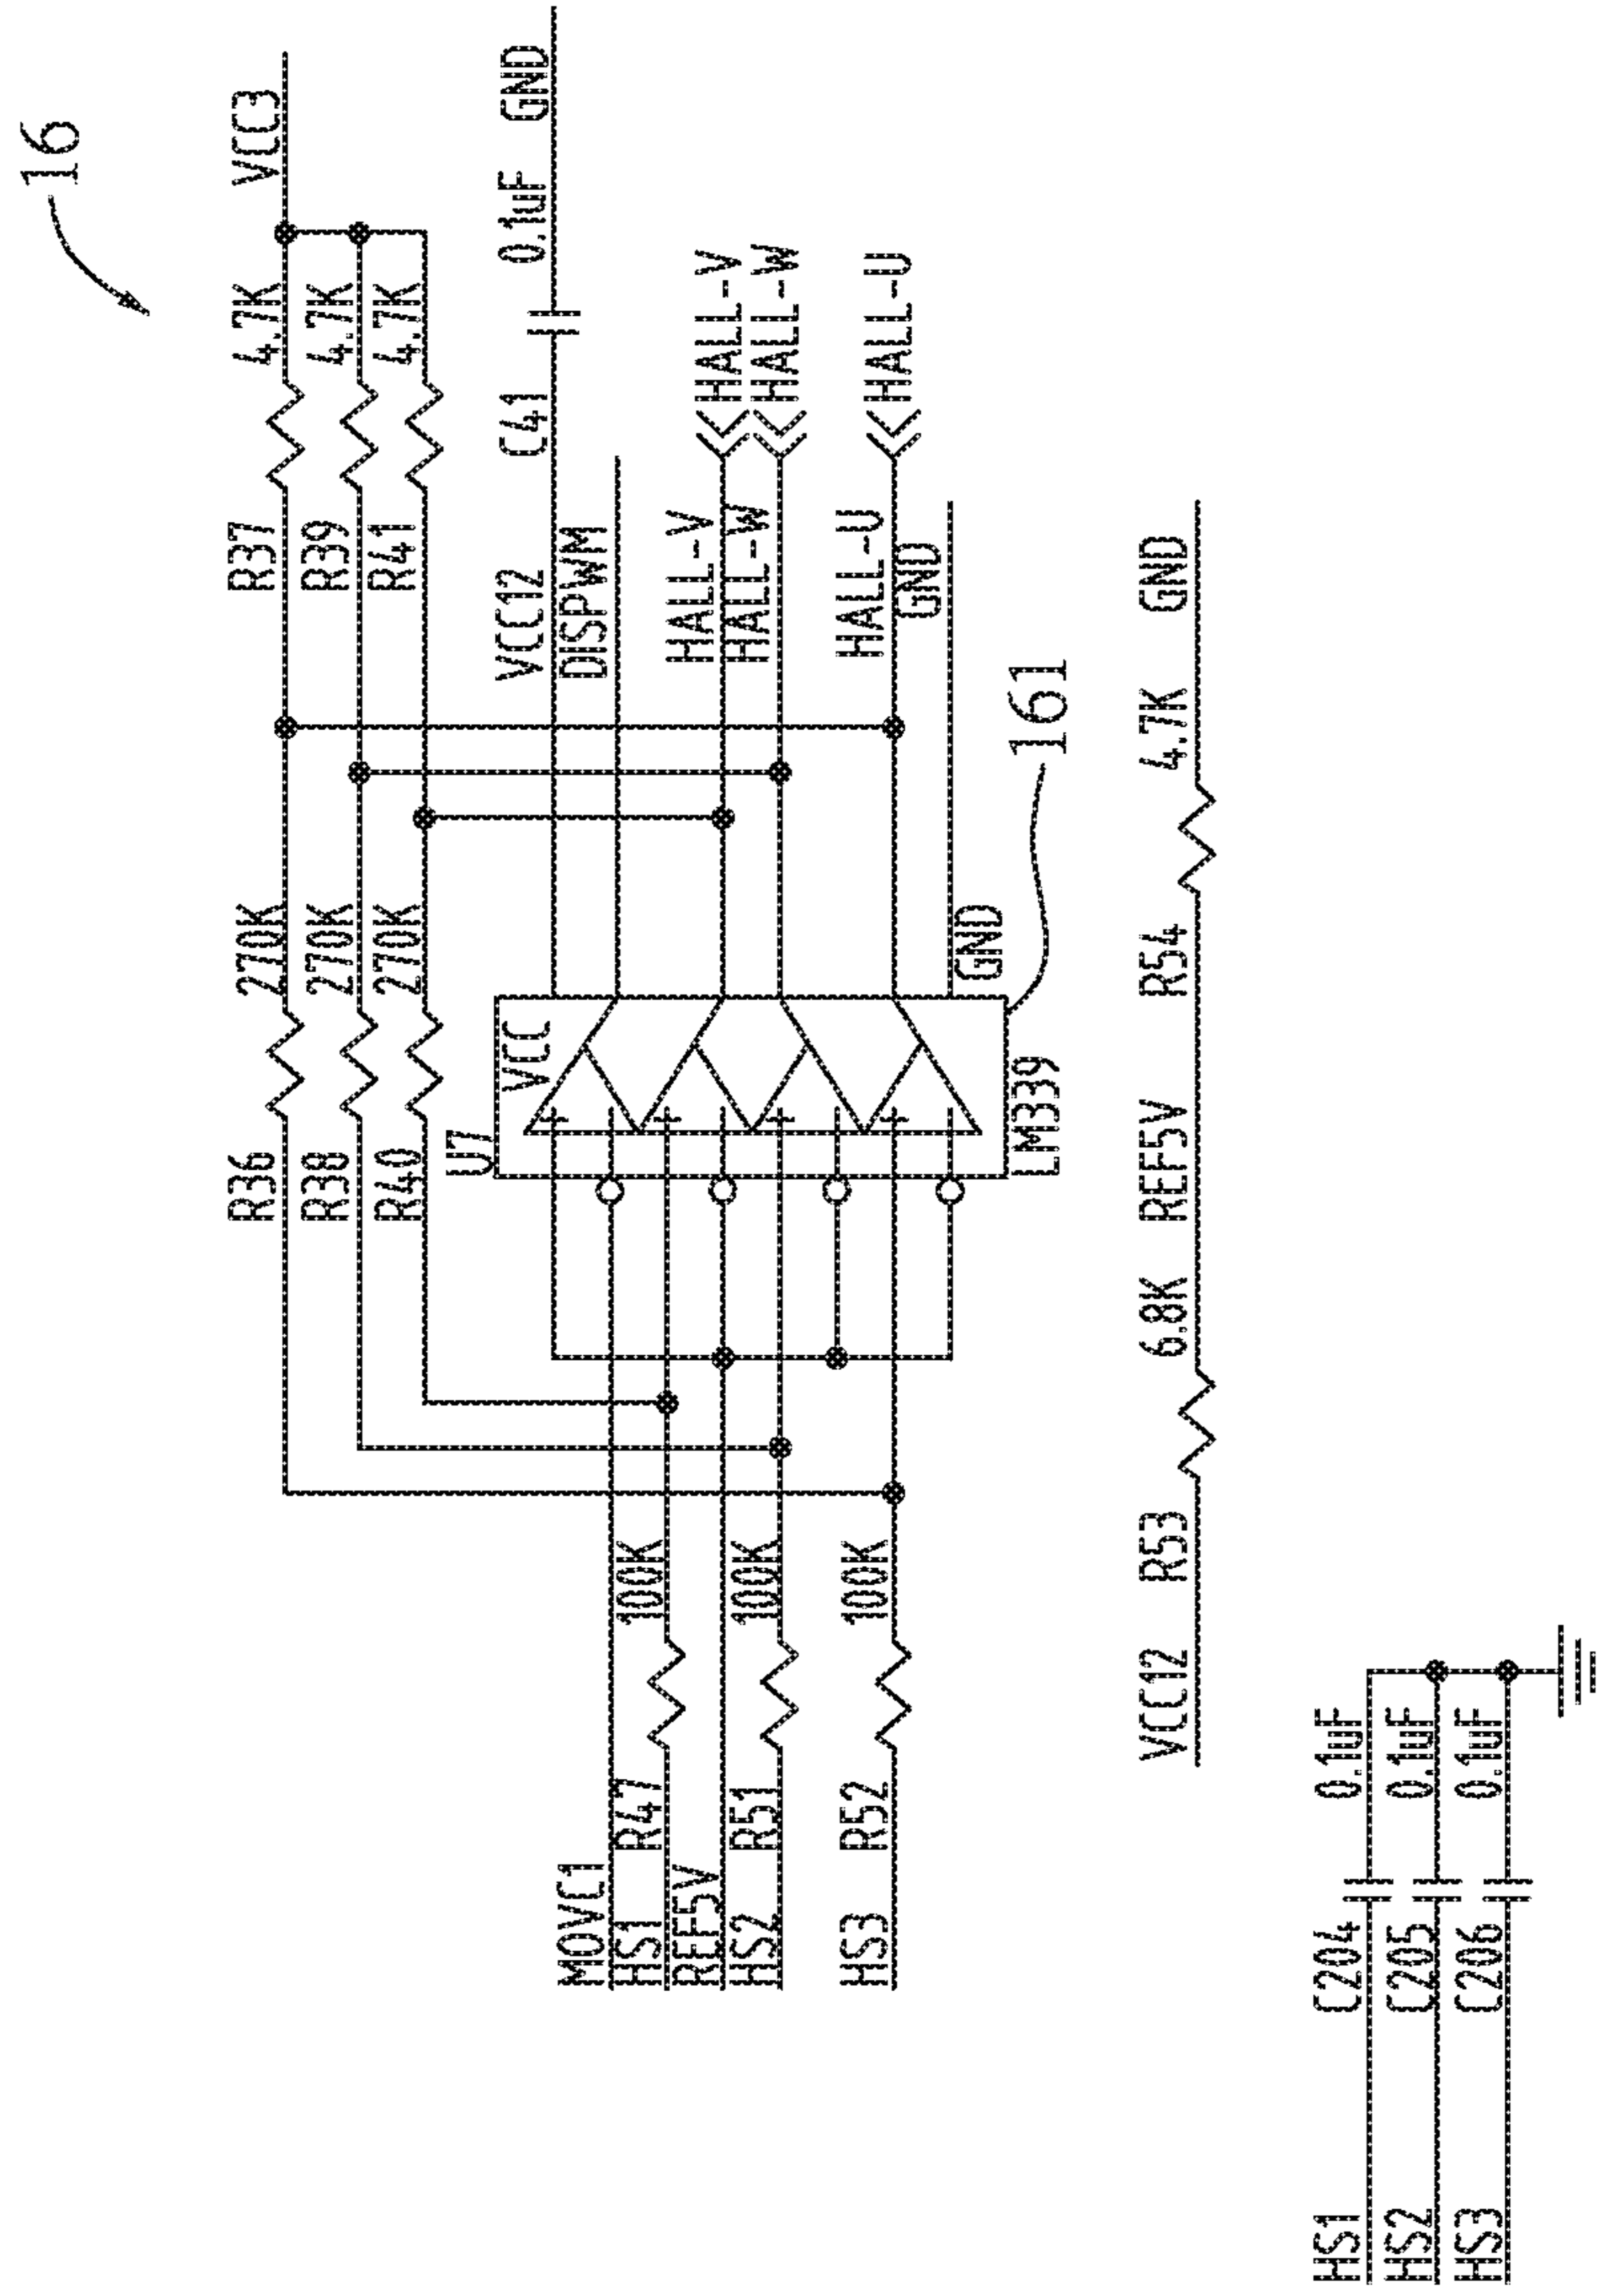 16
R36 270K R37 4.7K VCC3
R38 270K R39 4.7K
R40 270K R41 4.7K
U7 VCC VCC12 C41 0.1uF GND
DISPWM
MOVC1
HS1 R47 100K
REF5V HALL-V HALL-V
HS2 R51 100K HALL-W HALL-W
HS3 R52 100K HALL-U HALL-U
GND
GND
LM339
161
VCC12 R53 6.8K REF5V R54 4.7K GND
HS1 C204 0.1uF
HS2 C205 0.1uF
HS3 C206 0.1uF